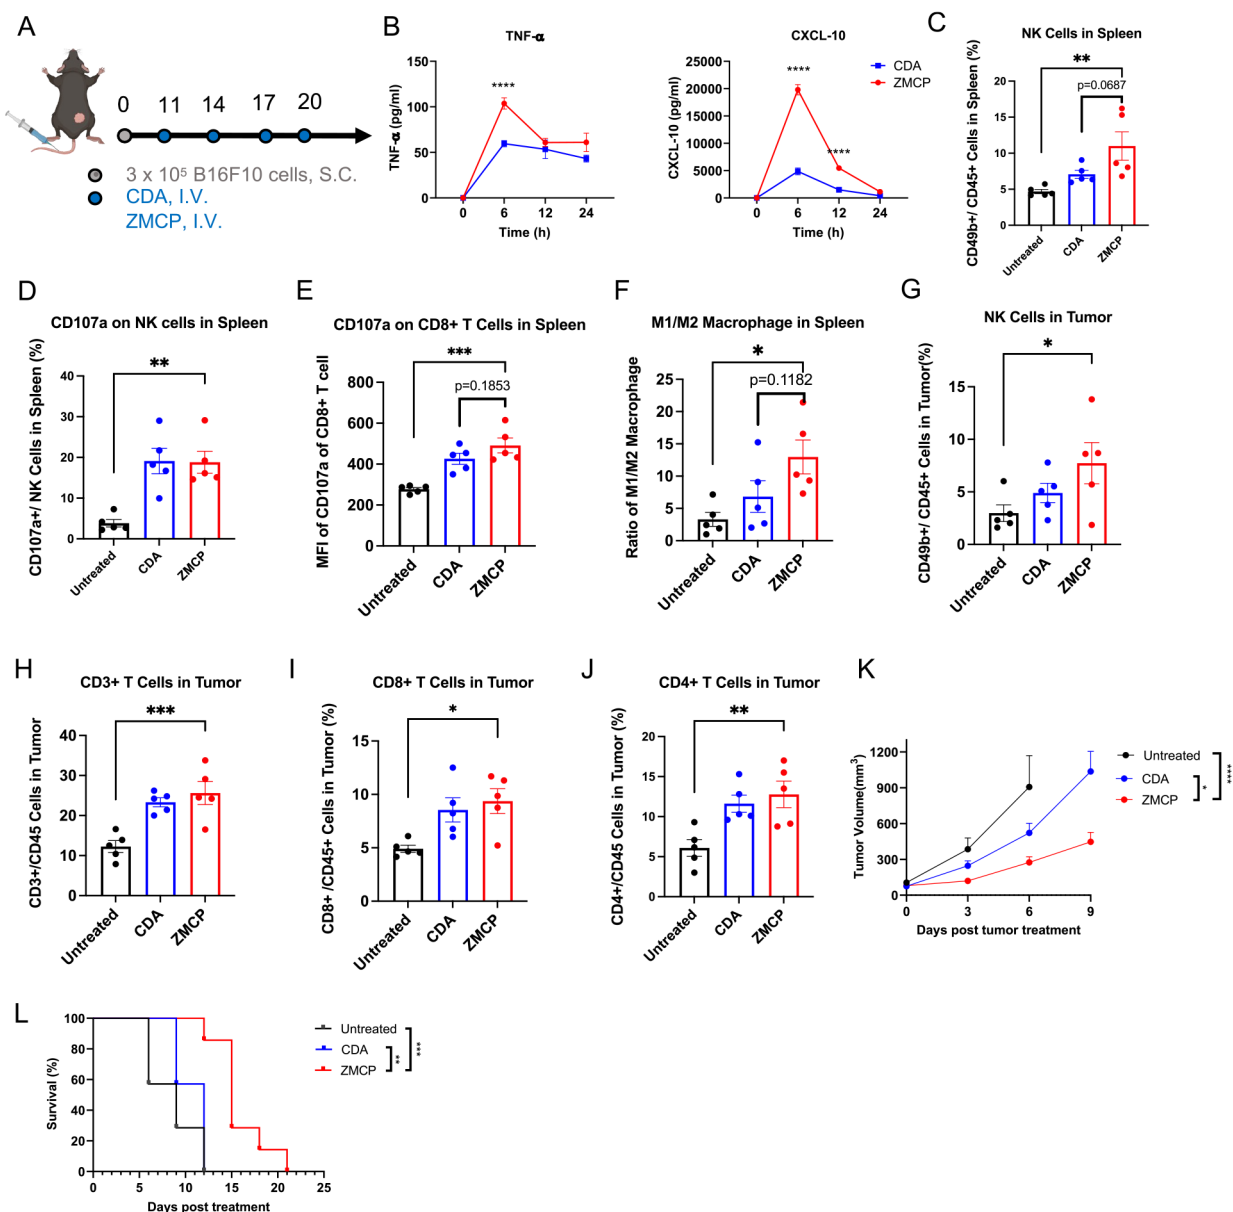 A
0 11 14 17 20
3 x 10⁵ B16F10 cells, S.C.
CDA, I.V.
ZMCP, I.V.
B
TNF-α
TNF-α (pg/ml)
150
100
50
0
****
0 6 12 24
Time (h)
CXCL-10
CXCL-10 (pg/ml)
25000
20000
15000
10000
5000
0
****
****
0 6 12 24
Time (h)
CDA
ZMCP
C
NK Cells in Spleen
CD49b+/ CD45+ Cells in Spleen (%)
**
p=0.0687
20
15
10
5
0
Untreated
CDA
ZMCP
D
CD107a on NK cells in Spleen
CD107a+/ NK Cells in Spleen (%)
**
40
30
20
10
0
Untreated
CDA
ZMCP
E
CD107a on CD8+ T Cells in Spleen
MFI of CD107a of CD8+ T cell
***
p=0.1853
800
600
400
200
0
Untreated
CDA
ZMCP
F
M1/M2 Macrophage in Spleen
Ratio of M1/M2 Macrophage
*
p=0.1182
25
20
15
10
5
0
Untreated
CDA
ZMCP
G
NK Cells in Tumor
CD49b+/ CD45+ Cells in Tumor(%)
*
15
10
5
0
Untreated
CDA
ZMCP
H
CD3+ T Cells in Tumor
CD3+/CD45 Cells in Tumor
***
40
30
20
10
0
Untreated
CDA
ZMCP
I
CD8+ T Cells in Tumor
CD8+ /CD45+ Cells in Tumor (%)
*
15
10
5
0
Untreated
CDA
ZMCP
J
CD4+ T Cells in Tumor
CD4+/CD45 Cells in Tumor (%)
**
20
15
10
5
0
Untreated
CDA
ZMCP
K
Tumor Volume(mm³)
1200
900
600
300
0
0 3 6 9
Days post tumor treatment
Untreated
CDA
ZMCP
*
****
L
Survival (%)
100
80
60
40
20
0
0 5 10 15 20 25
Days post treatment
Untreated
CDA
ZMCP
**
***